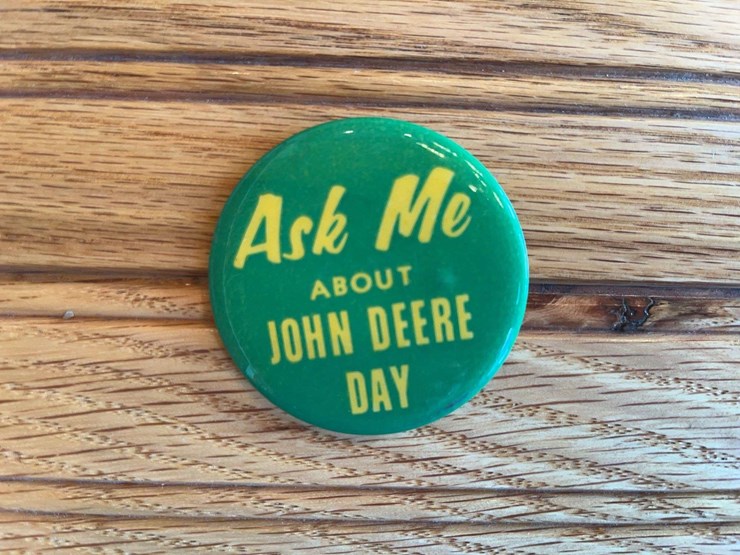 Ask Me
ABOUT
JOHN DEERE
DAY